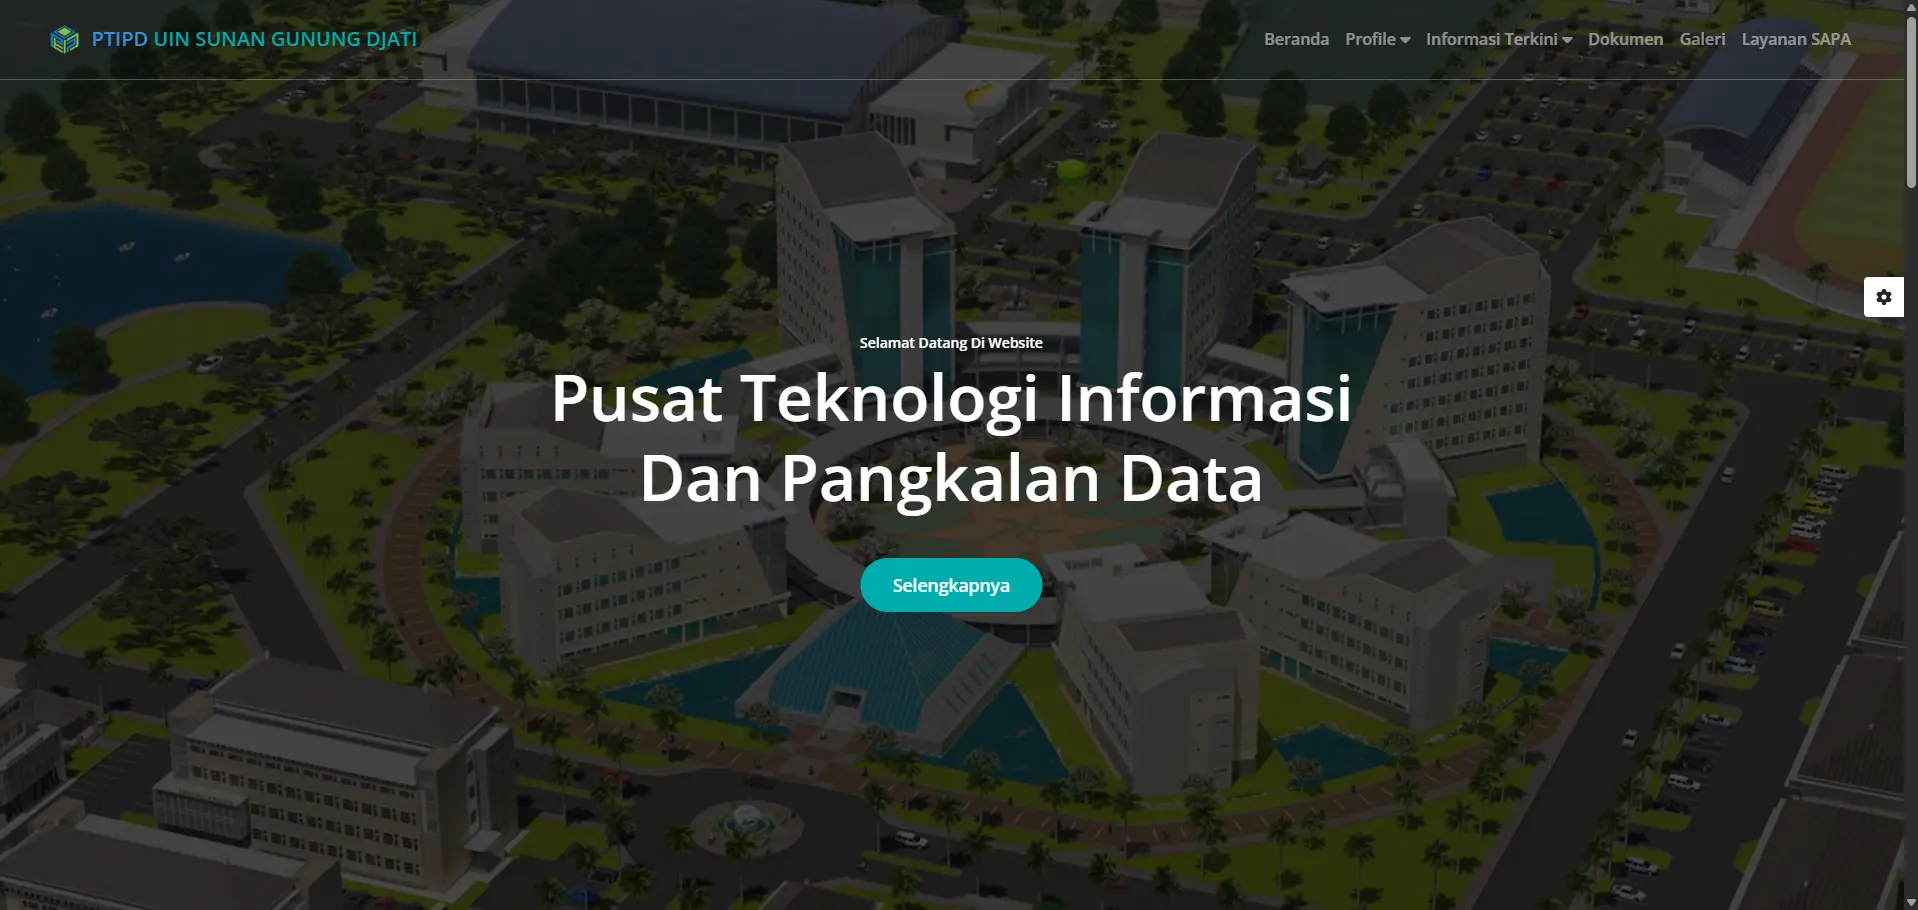 PTIPD UIN SUNAN GUNUNG DJATI
Beranda Profile Informasi Terkini Dokumen Galeri Layanan SAPA
Selamat Datang Di Website
Pusat Teknologi Informasi
Dan Pangkalan Data
Selengkapnya